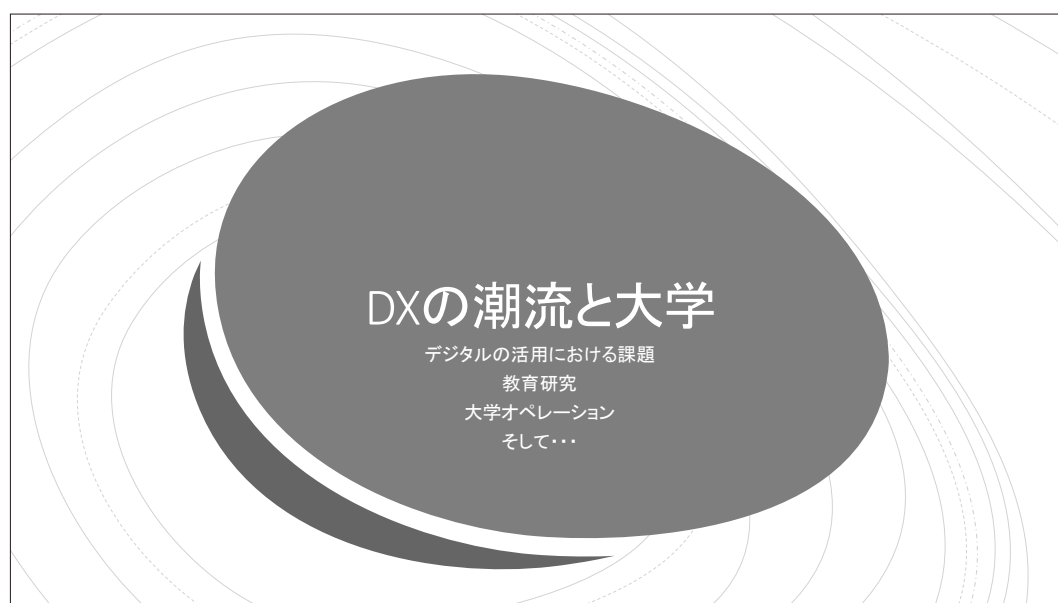 DXの潮流と大学
デジタルの活用における課題
教育研究
大学オペレーション
そして・・・